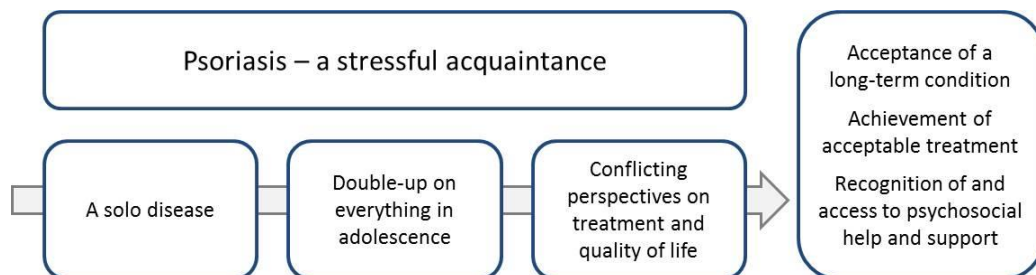 Psoriasis – a stressful acquaintance
A solo disease
Double-up on
everything in
adolescence
Conflicting
perspectives on
treatment and
quality of life
Acceptance of a
long-term condition
Achievement of
acceptable treatment
Recognition of and
access to psychosocial
help and support